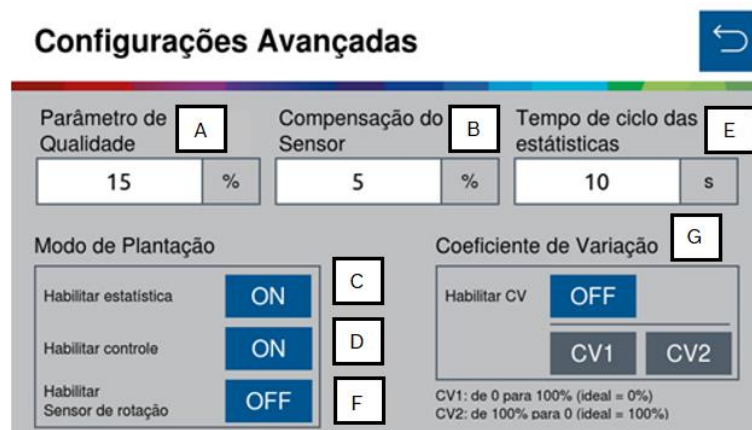 Configurações Avançadas
Parâmetro de
Qualidade
A
Compensação do
Sensor
B
Tempo de ciclo das
estátisticas
E
15 %
5 %
10 s
Modo de Plantação
Habilitar estatística ON
C
Habilitar controle ON
D
Habilitar
Sensor de rotação OFF
F
Coeficiente de Variação
G
Habilitar CV OFF
CV1 CV2
CV1: de 0 para 100% (ideal = 0%)
CV2: de 100% para 0 (ideal = 100%)